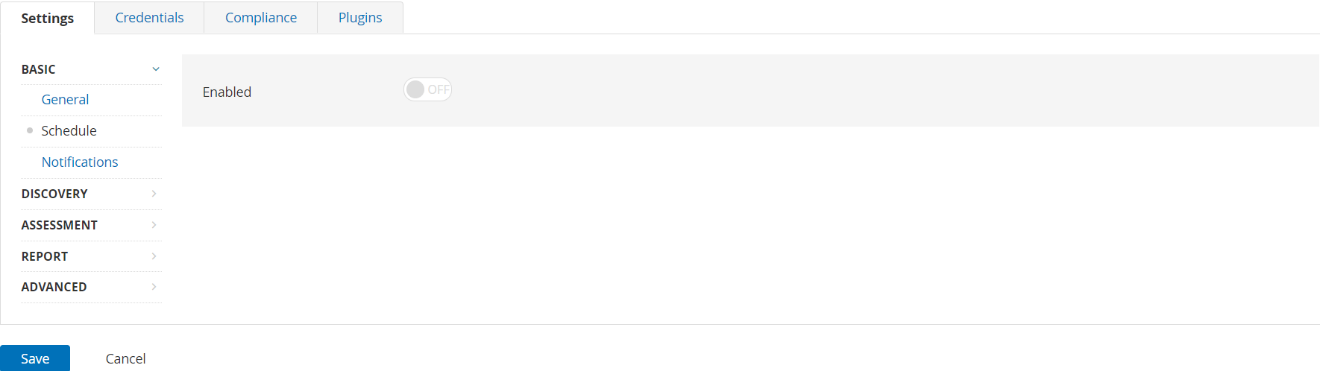 Settings Credentials Compliance Plugins
BASIC
General
Schedule
Notifications
DISCOVERY
ASSESSMENT
REPORT
ADVANCED
Enabled OFF
Save Cancel